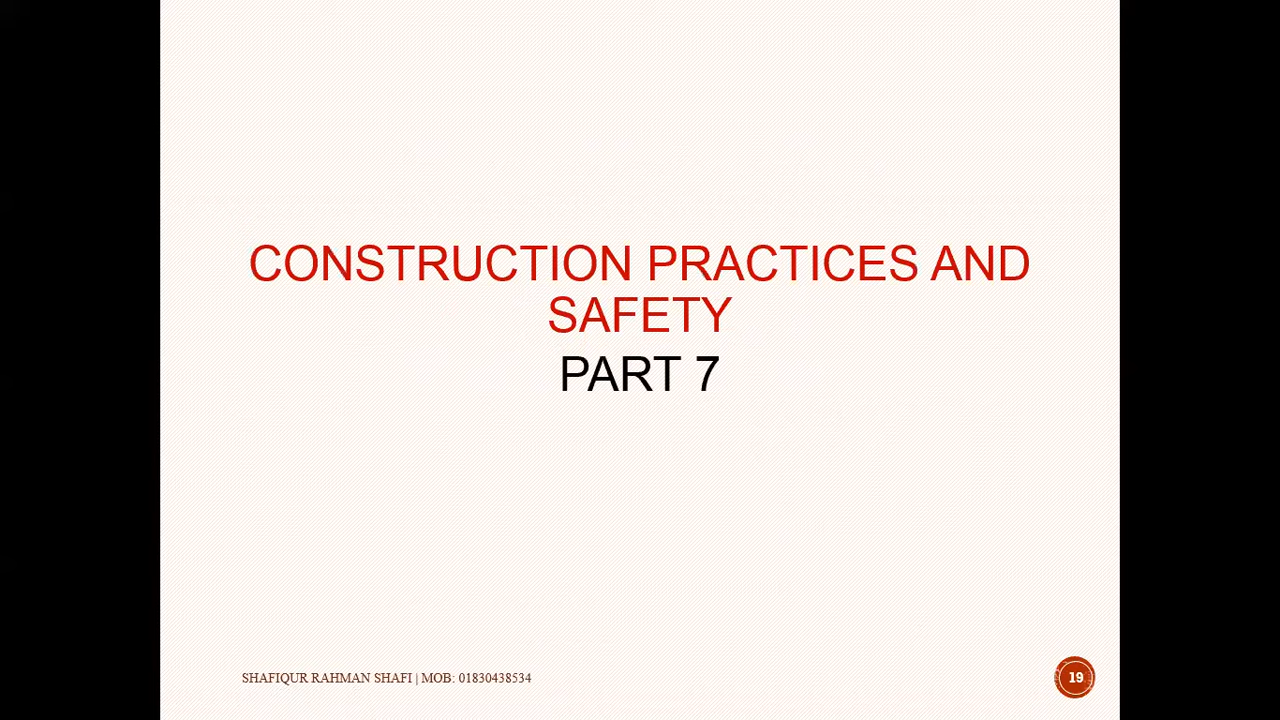 CONSTRUCTION PRACTICES AND
SAFETY
PART 7
SHAFIQUR RAHMAN SHAFI | MOB: 01830438534
19